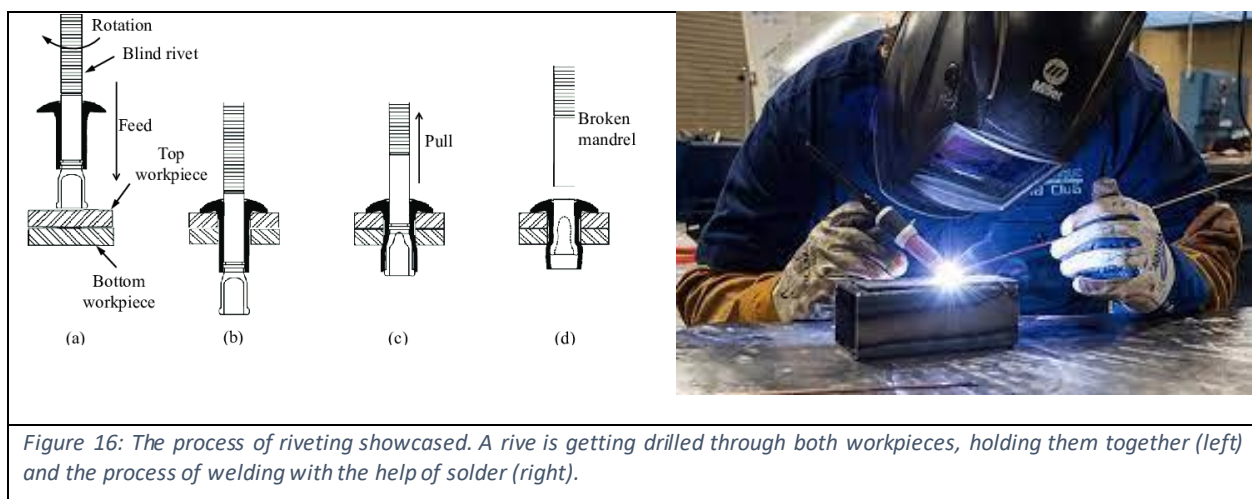 Rotation
Blind rivet
Feed
Top
workpiece
Bottom
workpiece
Pull
Broken
mandrel
(a)
(b)
(c)
(d)
Miller
Club
Figure 16: The process of riveting showcased. A rive is getting drilled through both workpieces, holding them together (left)
and the process of welding with the help of solder (right).